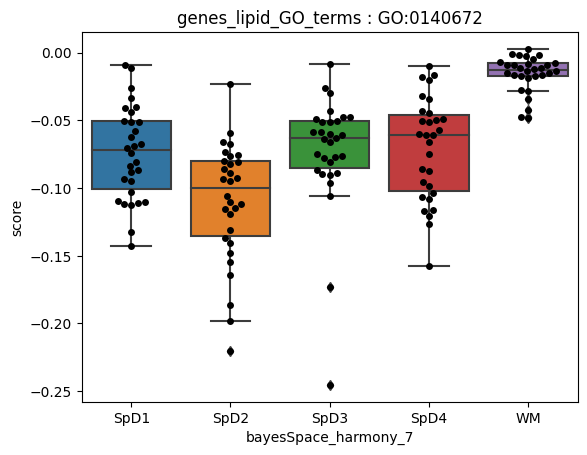 genes_lipid_GO_terms : GO:0140672
0.00
−0.05
−0.10
−0.15
−0.20
−0.25
score
SpD1 SpD2 SpD3 SpD4 WM
bayesSpace_harmony_7